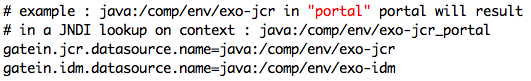 # example : java:/comp/env/exo-jcr in "portal" portal will result
# in a JNDI lookup on context : java:/comp/env/exo-jcr_portal
gatein.jcr.datasource.name=java:/comp/env/exo-jcr
gatein.idm.datasource.name=java:/comp/env/exo-idm